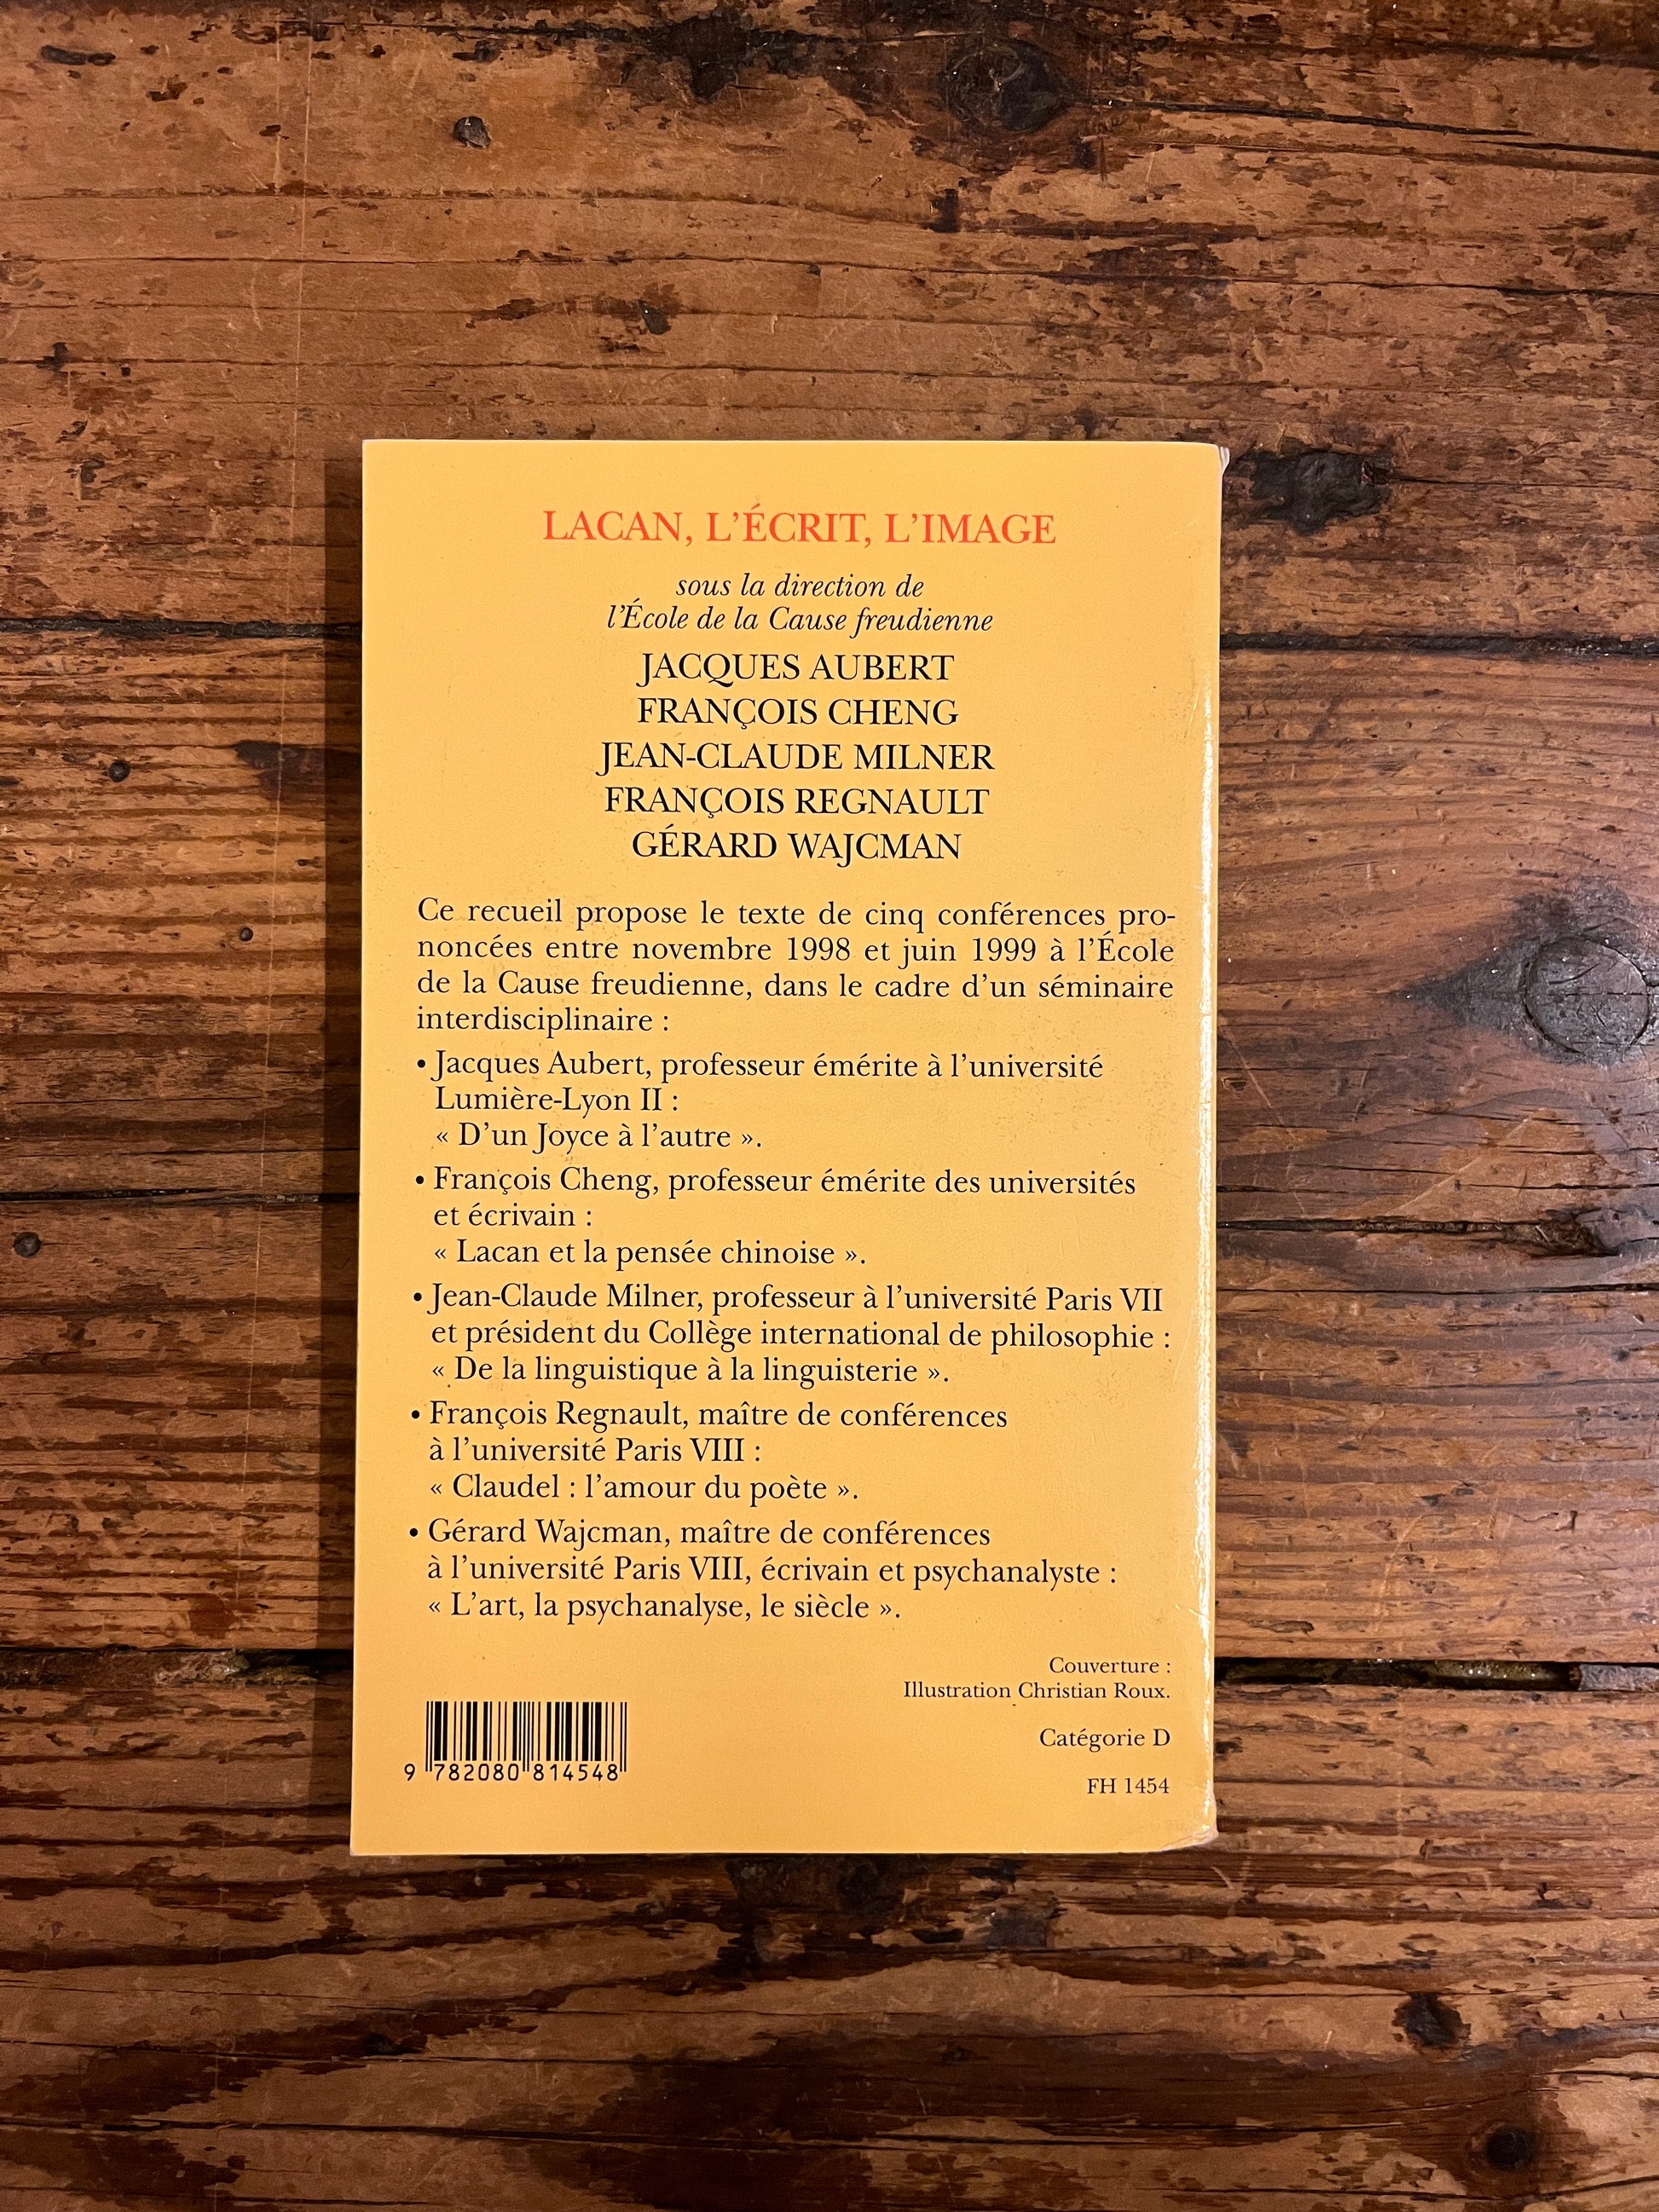 LACAN, L'ÉCRIT, L'IMAGE
sous la direction de
l'École de la Cause freudienne
JACQUES AUBERT
FRANÇOIS CHENG
JEAN-CLAUDE MILNER
FRANÇOIS REGNAULT
GÉRARD WAJCMAN
Ce recueil propose le texte de cinq conférences pro-
noncées entre novembre 1998 et juin 1999 à l'École
de la Cause freudienne, dans le cadre d'un séminaire
interdisciplinaire :
• Jacques Aubert, professeur émérite à l'université
Lumière-Lyon II :
« D'un Joyce à l'autre ».
• François Cheng, professeur émérite des universités
et écrivain :
« Lacan et la pensée chinoise ».
• Jean-Claude Milner, professeur à l'université Paris VII
et président du Collège international de philosophie :
« De la linguistique à la linguisterie ».
• François Regnault, maître de conférences
à l'université Paris VIII :
« Claudel : l'amour du poète ».
• Gérard Wajcman, maître de conférences
à l'université Paris VIII, écrivain et psychanalyste :
« L'art, la psychanalyse, le siècle ».
Couverture :
Illustration Christian Roux.
Catégorie D
FH 1454
9 782080 814548